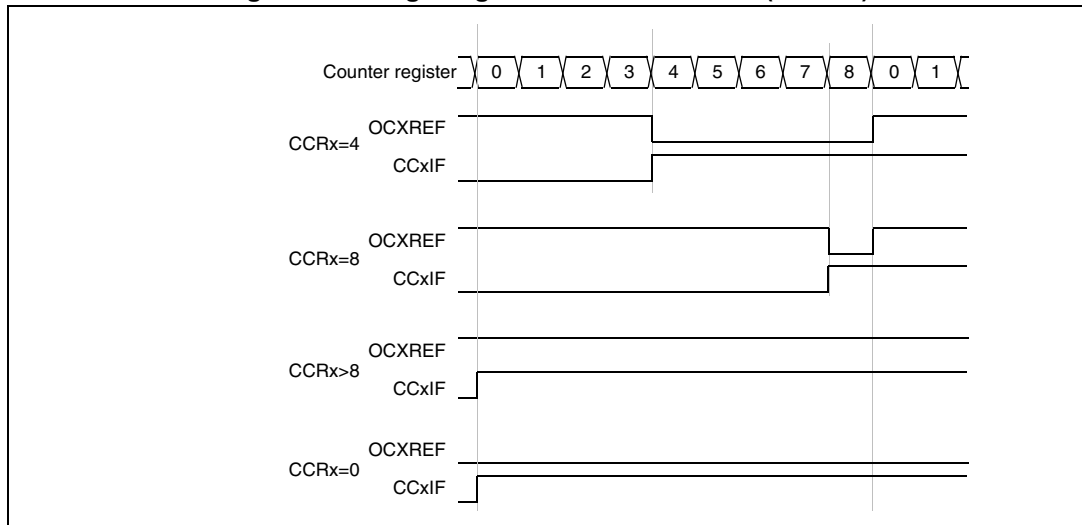 Counter register 0 1 2 3 4 5 6 7 8 0 1
CCRx=4
OCXREF
CCxIF
CCRx=8
OCXREF
CCxIF
CCRx>8
OCXREF
CCxIF
CCRx=0
OCXREF
CCxIF